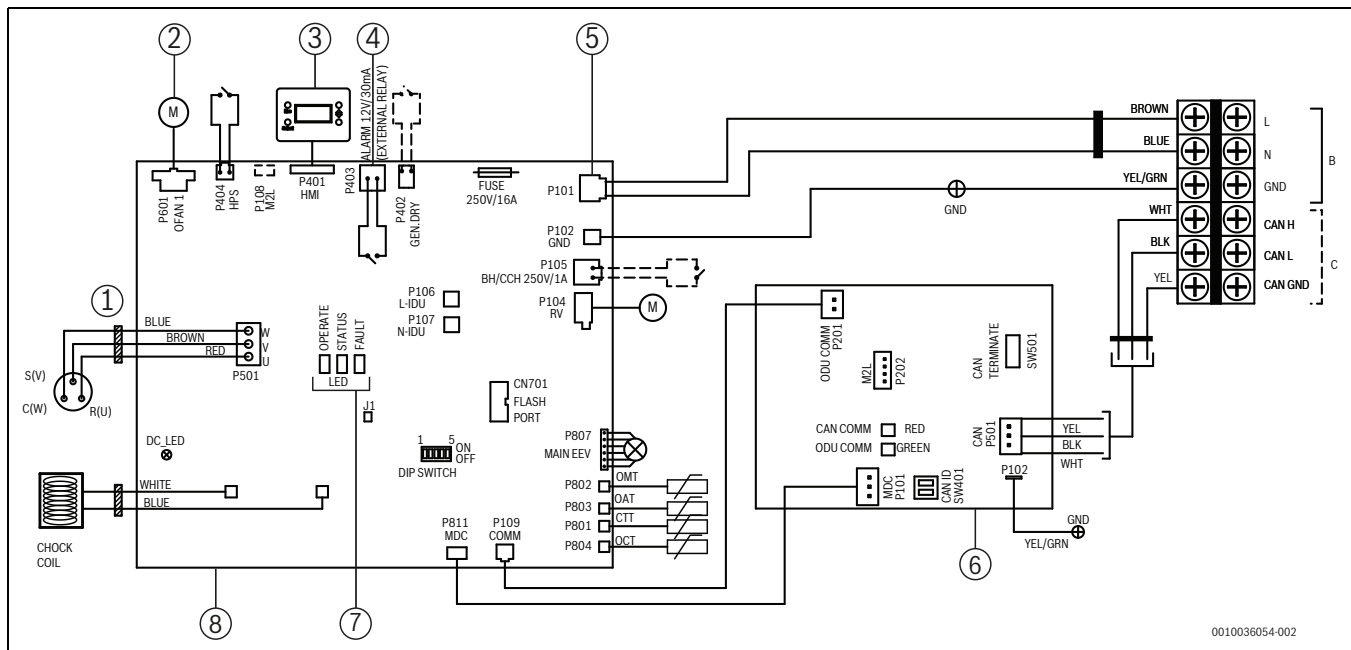 2
3
4
5
ALARM 12V/30mA
(EXTERNAL RELAY)
BROWN
L
BLUE
N
B
YEL/GRN
GND
GND
WHT
CAN H
BLK
CAN L
C
YEL
CAN GND
M
P601
OFAN 1
P404
HPS
P108
M2L
P401
HMI
P403
P402
GEN.DRY
FUSE
250V/16A
P101
P102
GND
P105
BH/CCH 250V/1A
P104
RV
M
P106
L-IDU
P107
N-IDU
1
BLUE
BROWN
RED
W
V
U
P501
S(V)
C(W)
R(U)
OPERATE
STATUS
FAULT
LED
J1
CN701
FLASH
PORT
DC_LED
1
5
ON
OFF
DIP SWITCH
P807
MAIN EEV
P802
OMT
P803
OAT
P801
CTT
P804
OCT
WHITE
BLUE
CHOCK
COIL
P811
MDC
P109
COMM
ODU COMM
P201
M2L
P202
CAN
TERMINATE
SW501
CAN COMM
RED
ODU COMM
GREEN
CAN
P501
YEL
BLK
WHT
MDC
P101
CAN ID
SW401
P102
GND
YEL/GRN
6
7
8
0010036054-002